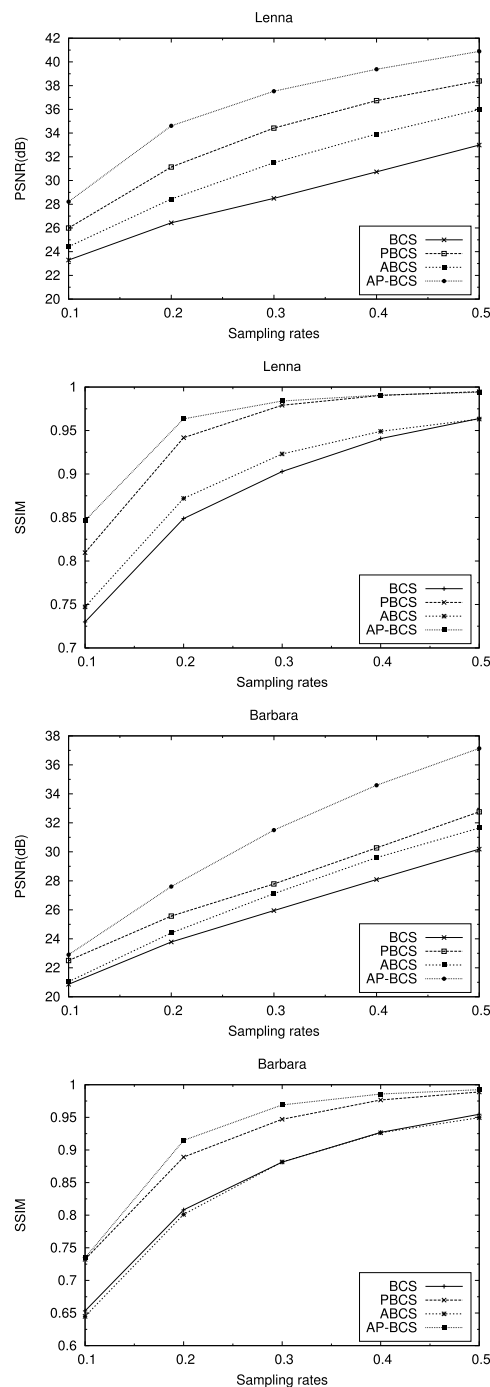 Lenna
42
40
38
36
34
32
30
28
26
24
22
20
PSNR(dB)
BCS
PBCS
ABCS
AP-BCS
0.1 0.2 0.3 0.4 0.5
Sampling rates
Lenna
1
0.95
0.9
0.85
0.8
0.75
0.7
SSIM
BCS
PBCS
ABCS
AP-BCS
0.1 0.2 0.3 0.4 0.5
Sampling rates
Barbara
38
36
34
32
30
28
26
24
22
20
PSNR(dB)
BCS
PBCS
ABCS
AP-BCS
0.1 0.2 0.3 0.4 0.5
Sampling rates
Barbara
1
0.95
0.9
0.85
0.8
0.75
0.7
0.65
0.6
SSIM
BCS
PBCS
ABCS
AP-BCS
0.1 0.2 0.3 0.4 0.5
Sampling rates